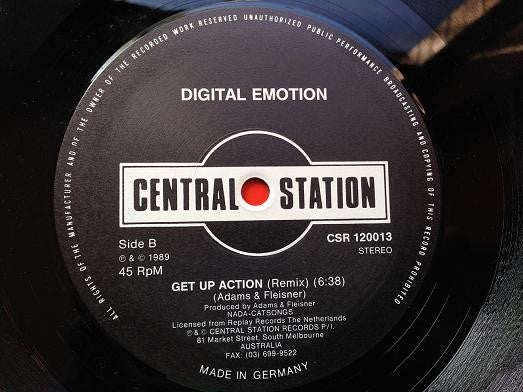 ALL RIGHTS OF THE MANUFACTURER AND OF THE OWNER OF THE RECORDED WORK RESERVED UNAUTHORIZED PUBLIC PERFORMANCE BROADCASTING AND COPYING OF THIS RECORD PROHIBITED
DIGITAL EMOTION
CENTRAL STATION
Side B
CSR 120013
℗ & © 1989
STEREO
45 RpM
GET UP ACTION (Remix) (6:38)
(Adams & Fleisner)
Produced by Adams & Fleisner
NADA-CATSONGS
Licensed from Replay Records The Netherlands
℗ & © CENTRAL STATION RECORDS P/l.
81 Market Street, South Melbourne
AUSTRALIA
FAX: (03) 699-9522
MADE IN GERMANY